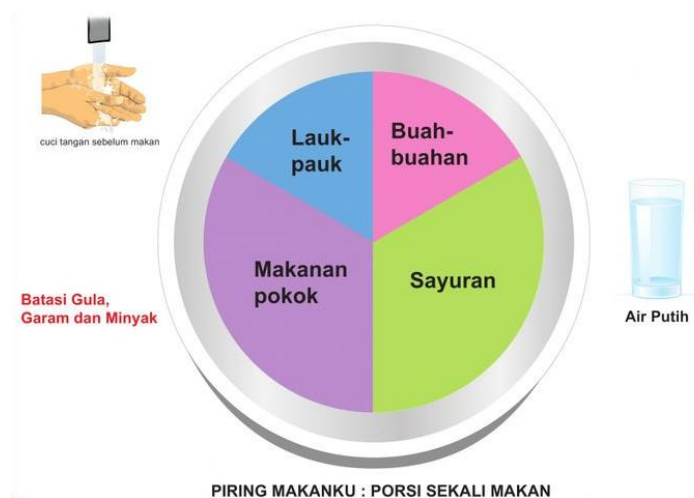 cuci tangan sebelum makan
Lauk-
pauk
Buah-
buahan
Makanan
pokok
Sayuran
Batasi Gula,
Garam dan Minyak
Air Putih
PIRING MAKANKU : PORSI SEKALI MAKAN